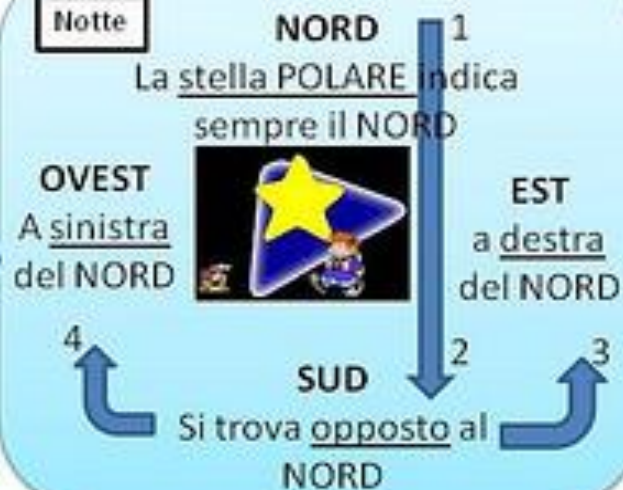 Notte
NORD
1
La stella POLARE indica
sempre il NORD
OVEST
A sinistra
del NORD
EST
a destra
del NORD
4
2
3
SUD
Si trova opposto al
NORD